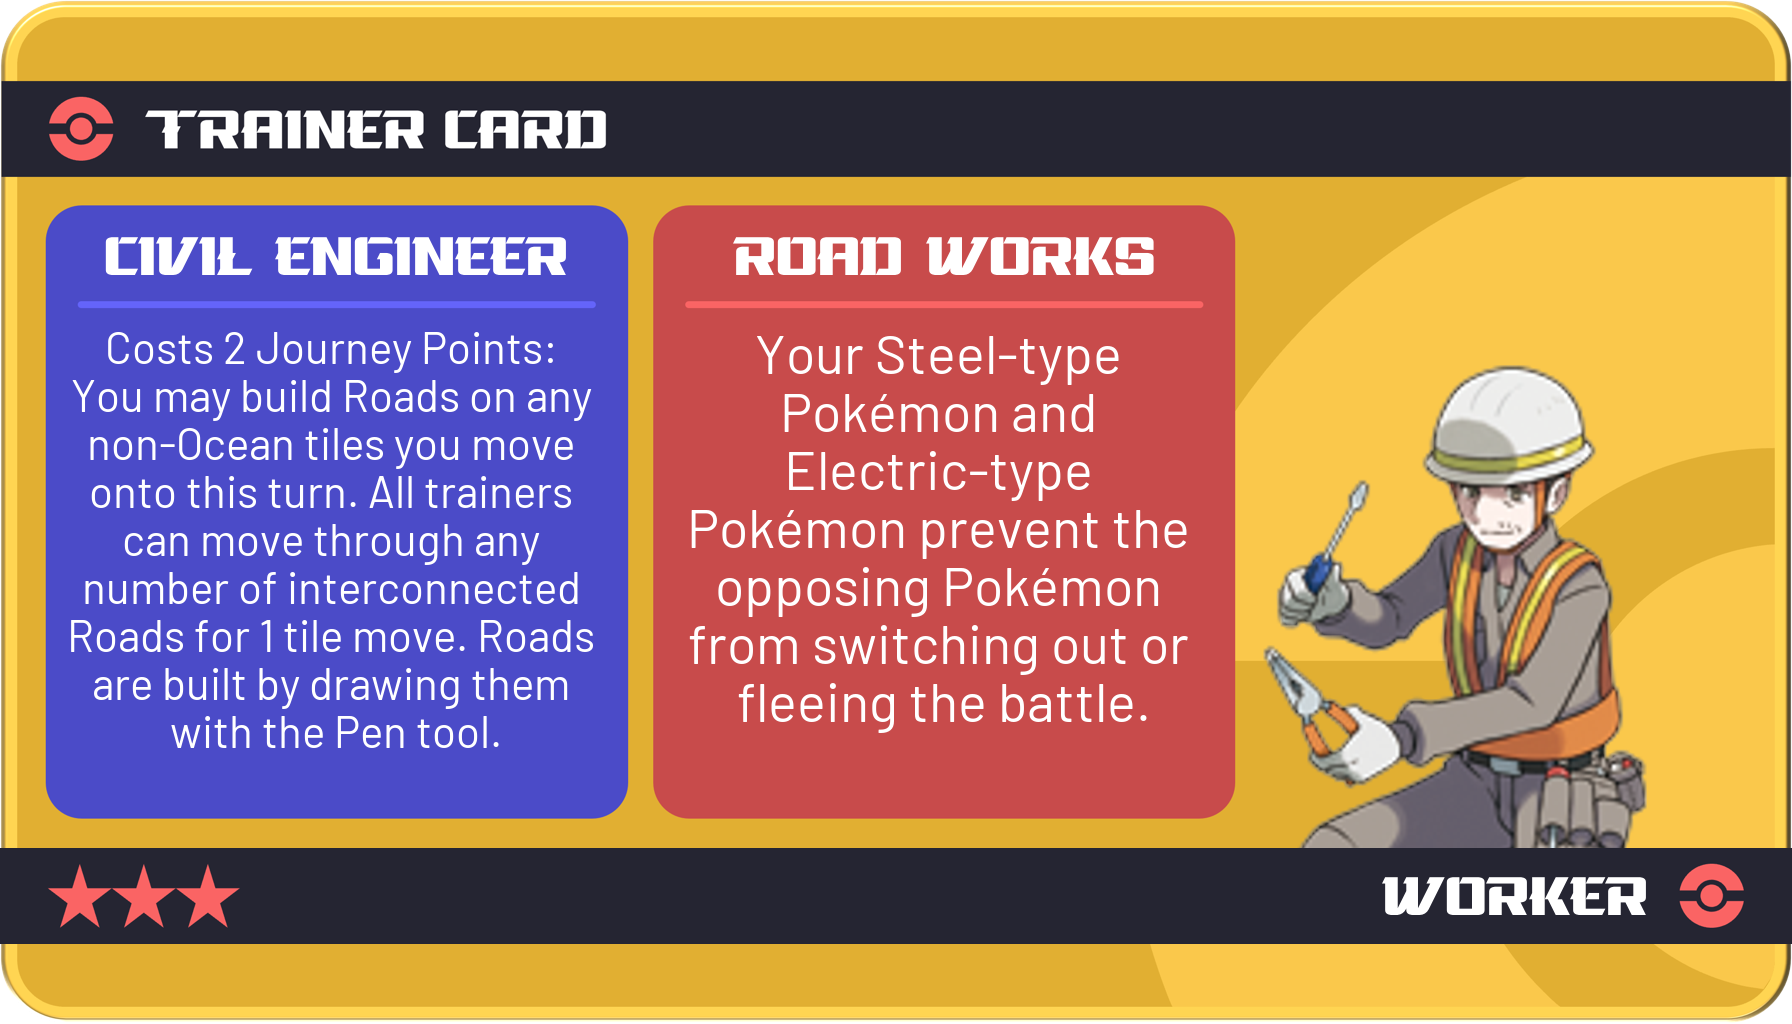 TRAINER CARD
CIVIL ENGINEER
Costs 2 Journey Points:
You may build Roads on any
non-Ocean tiles you move
onto this turn. All trainers
can move through any
number of interconnected
Roads for 1 tile move. Roads
are built by drawing them
with the Pen tool.
ROAD WORKS
Your Steel-type
Pokémon and
Electric-type
Pokémon prevent the
opposing Pokémon
from switching out or
fleeing the battle.
WORKER